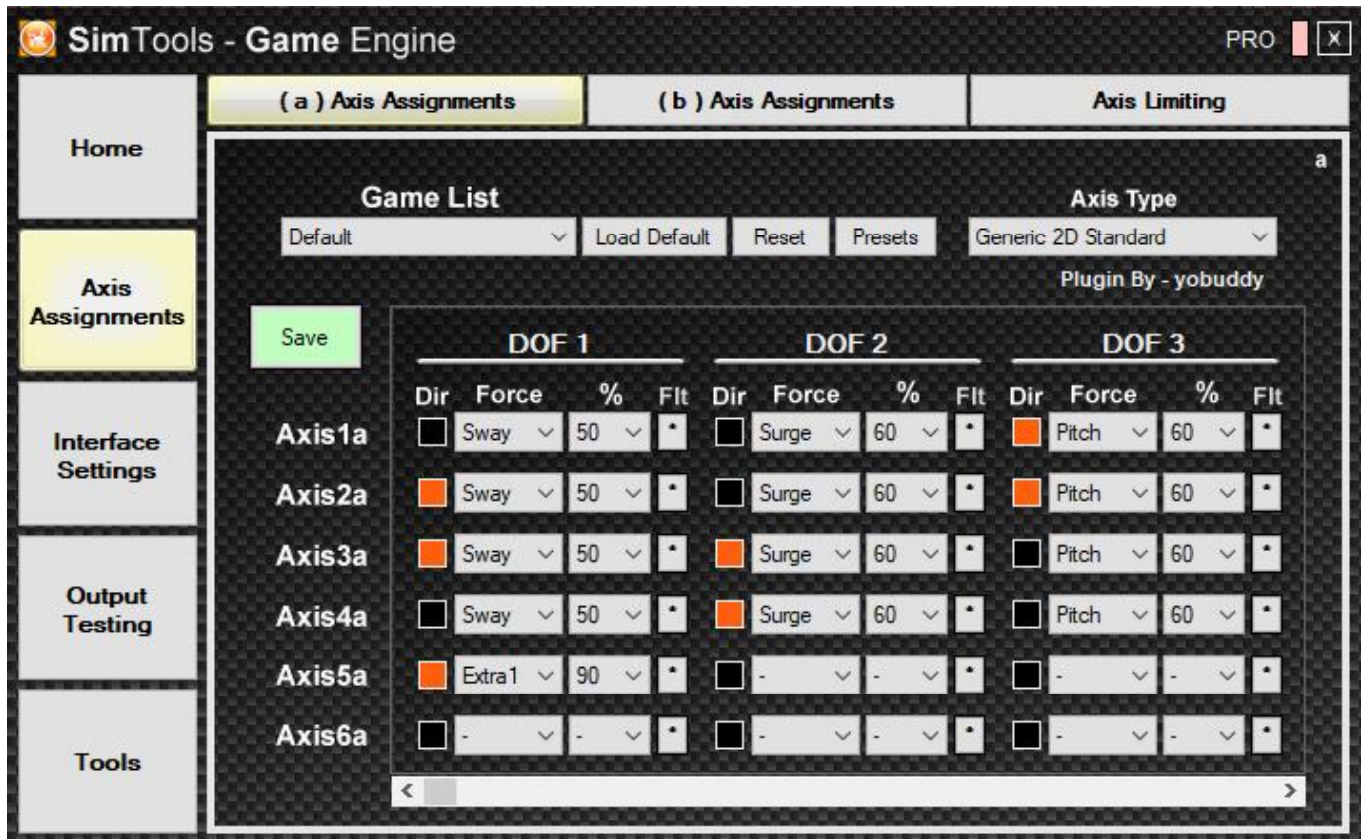 SimTools - Game Engine PRO X
( a ) Axis Assignments ( b ) Axis Assignments Axis Limiting
Home
Axis
Assignments
Interface
Settings
Output
Testing
Tools
a
Game List Axis Type
Default Load Default Reset Presets Generic 2D Standard
Plugin By - yobuddy
Save
DOF 1 DOF 2 DOF 3
Dir Force % Flt Dir Force % Flt Dir Force % Flt
Axis1a Sway 50 * Surge 60 * Pitch 60 *
Axis2a Sway 50 * Surge 60 * Pitch 60 *
Axis3a Sway 50 * Surge 60 * Pitch 60 *
Axis4a Sway 50 * Surge 60 * Pitch 60 *
Axis5a Extra1 90 * - - * - - *
Axis6a - - * - - * - - *